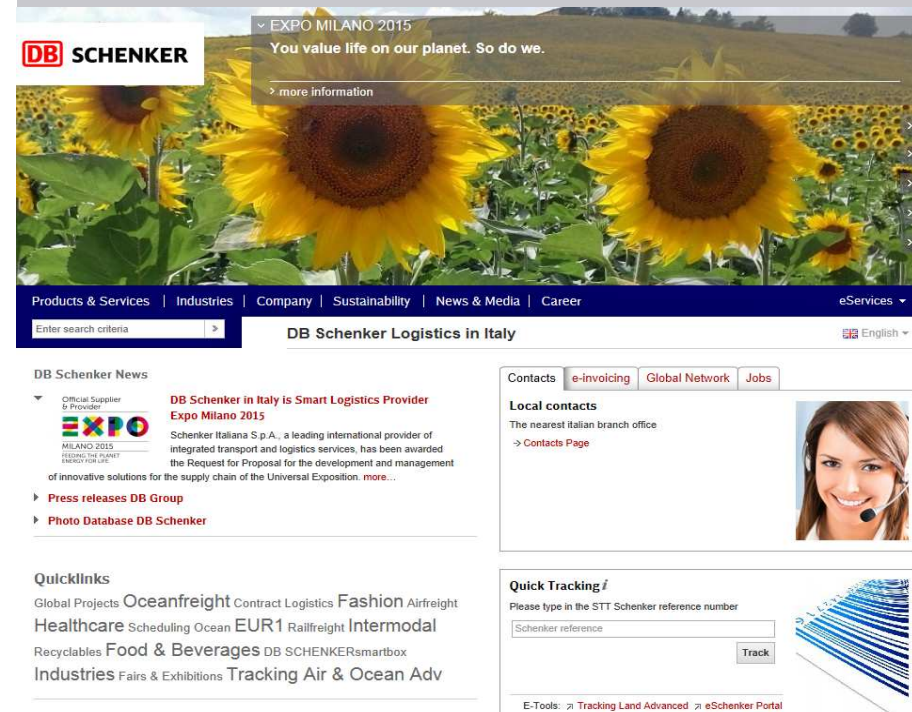 EXPO MILANO 2015
You value life on our planet. So do we.
> more information
DB SCHENKER
Products & Services | Industries | Company | Sustainability | News & Media | Career
eServices
Enter search criteria
DB Schenker Logistics in Italy
English
DB Schenker News
Official Supplier
& Provider
EXPO
MILANO 2015
FEEDING THE PLANET
ENERGY FOR LIFE
DB Schenker in Italy is Smart Logistics Provider
Expo Milano 2015
Schenker Italiana S.p.A., a leading international provider of
integrated transport and logistics services, has been awarded
the Request for Proposal for the development and management
of innovative solutions for the supply chain of the Universal Exposition. more...
Press releases DB Group
Photo Database DB Schenker
Contacts e-invoicing Global Network Jobs
Local contacts
The nearest italian branch office
→ Contacts Page
Quicklinks
Global Projects Oceanfreight Contract Logistics Fashion Airfreight
Healthcare Scheduling Ocean EUR1 Railfreight Intermodal
Recyclables Food & Beverages DB SCHENKERsmartbox
Industries Fairs & Exhibitions Tracking Air & Ocean Adv
Quick Tracking i
Please type in the STT Schenker reference number
Schenker reference
Track
E-Tools: Tracking Land Advanced eSchenker Portal